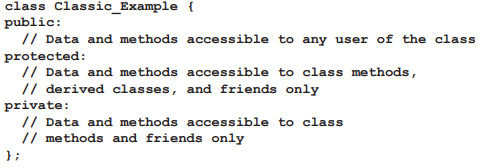 class Classic_Example {
public:
  // Data and methods accessible to any user of the class
protected:
  // Data and methods accessible to class methods,
  // derived classes, and friends only
private:
  // Data and methods accessible to class
  // methods and friends only
};